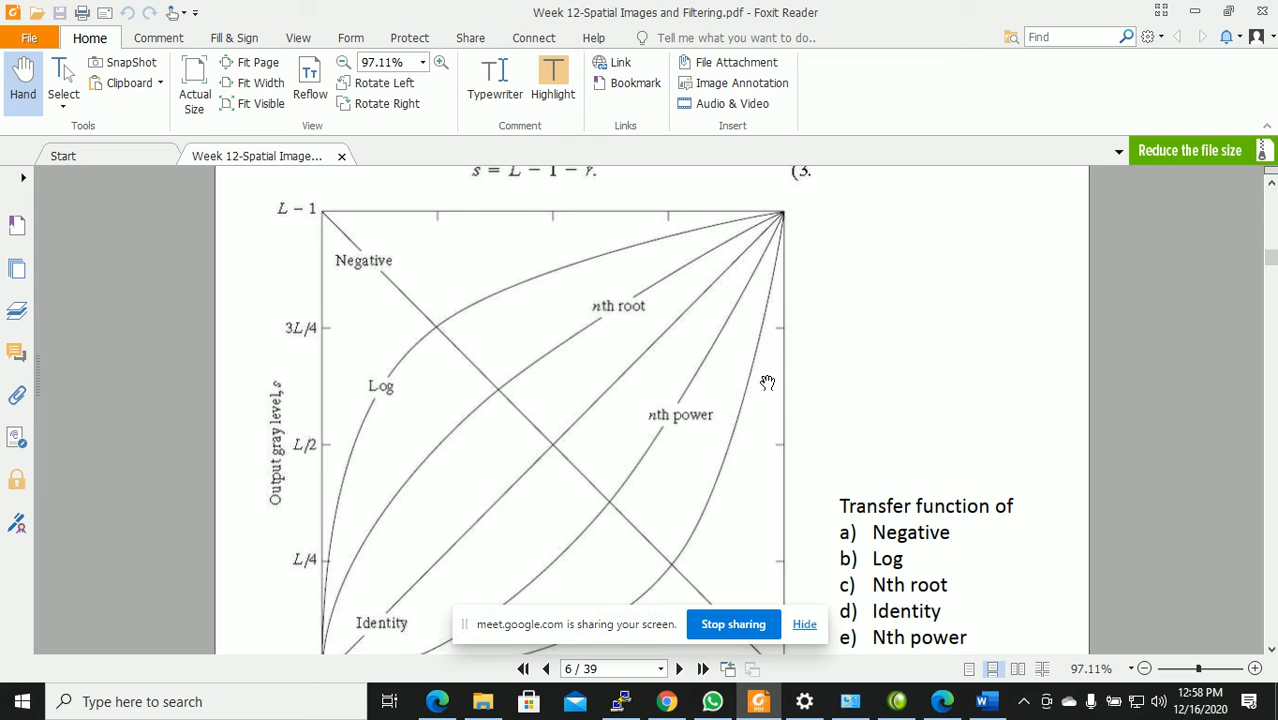 Week 12-Spatial Images and Filtering.pdf - Foxit Reader
File Home Comment Fill & Sign View Form Protect Share Connect Help Tell me what you want to do.. Find
Hand
Select
SnapShot
Clipboard
Tools
Actual
Size
Fit Page
Fit Width
Fit Visible
Reflow
97.11%
Rotate Left
Rotate Right
View
Typewriter
Highlight
Comment
Link
Bookmark
Links
File Attachment
Image Annotation
Audio & Video
Insert
Start Week 12-Spatial Image... Reduce the file size
s = L − 1 − r. (3.
L − 1
Negative
nth root
3L/4
Log
nth power
Output gray level, s
L/2
L/4
Identity
Transfer function of
a) Negative
b) Log
c) Nth root
d) Identity
e) Nth power
meet.google.com is sharing your screen. Stop sharing Hide
6 / 39 97.11%
Type here to search
12:58 PM
12/16/2020